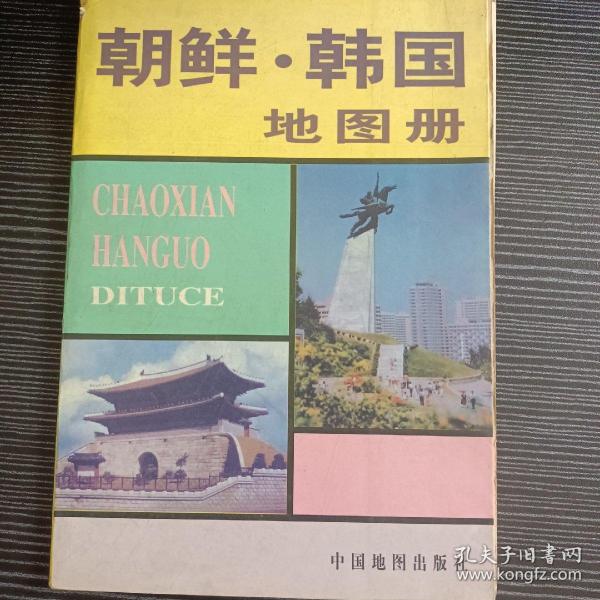 朝鲜·韩国
地图册
CHAOXIAN
HANGUO
DITUCE
中国地图出版社
孔夫子旧书网
www.kongfz.com